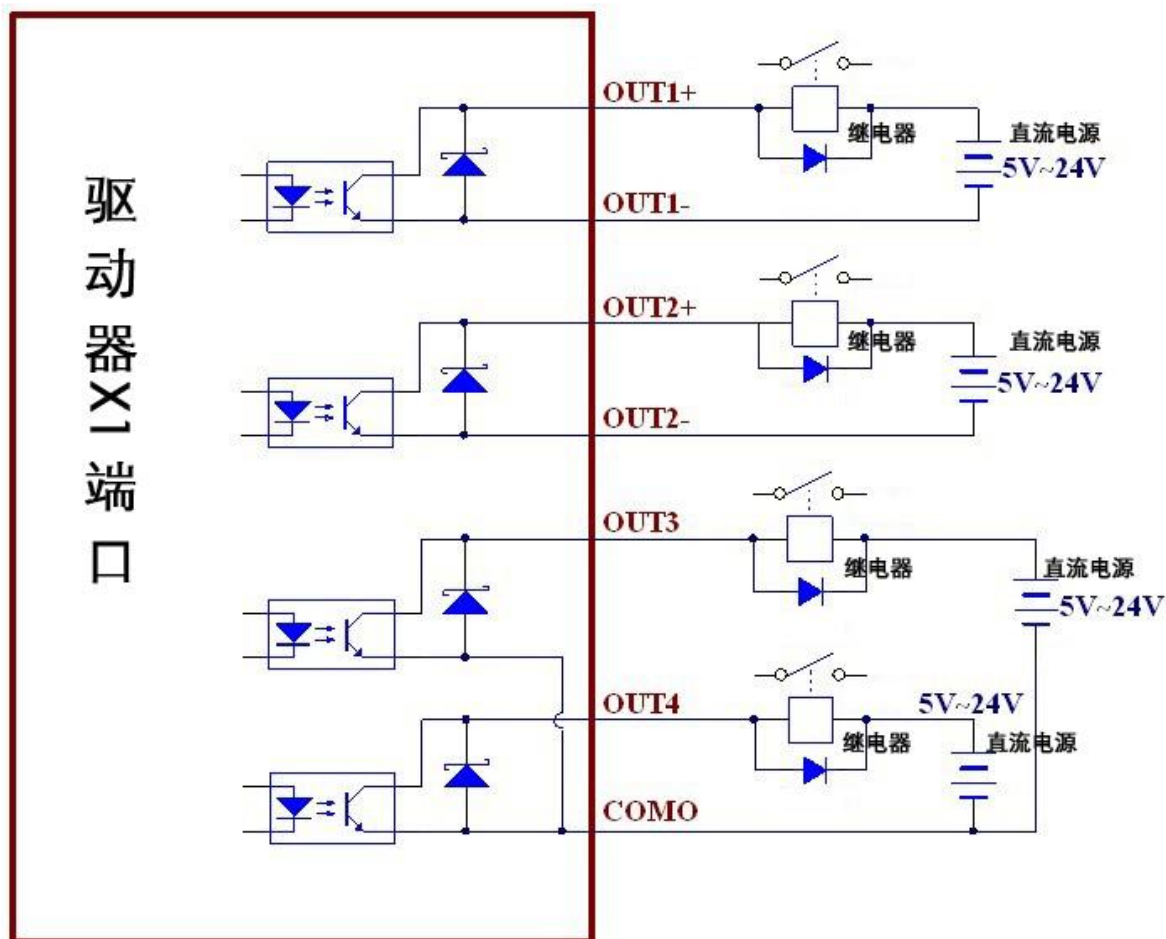 驱动器X1端口
OUT1+
继电器
直流电源
5V~24V
OUT1-
OUT2+
继电器
直流电源
5V~24V
OUT2-
OUT3
继电器
直流电源
5V~24V
OUT4
5V~24V
继电器
直流电源
COMO